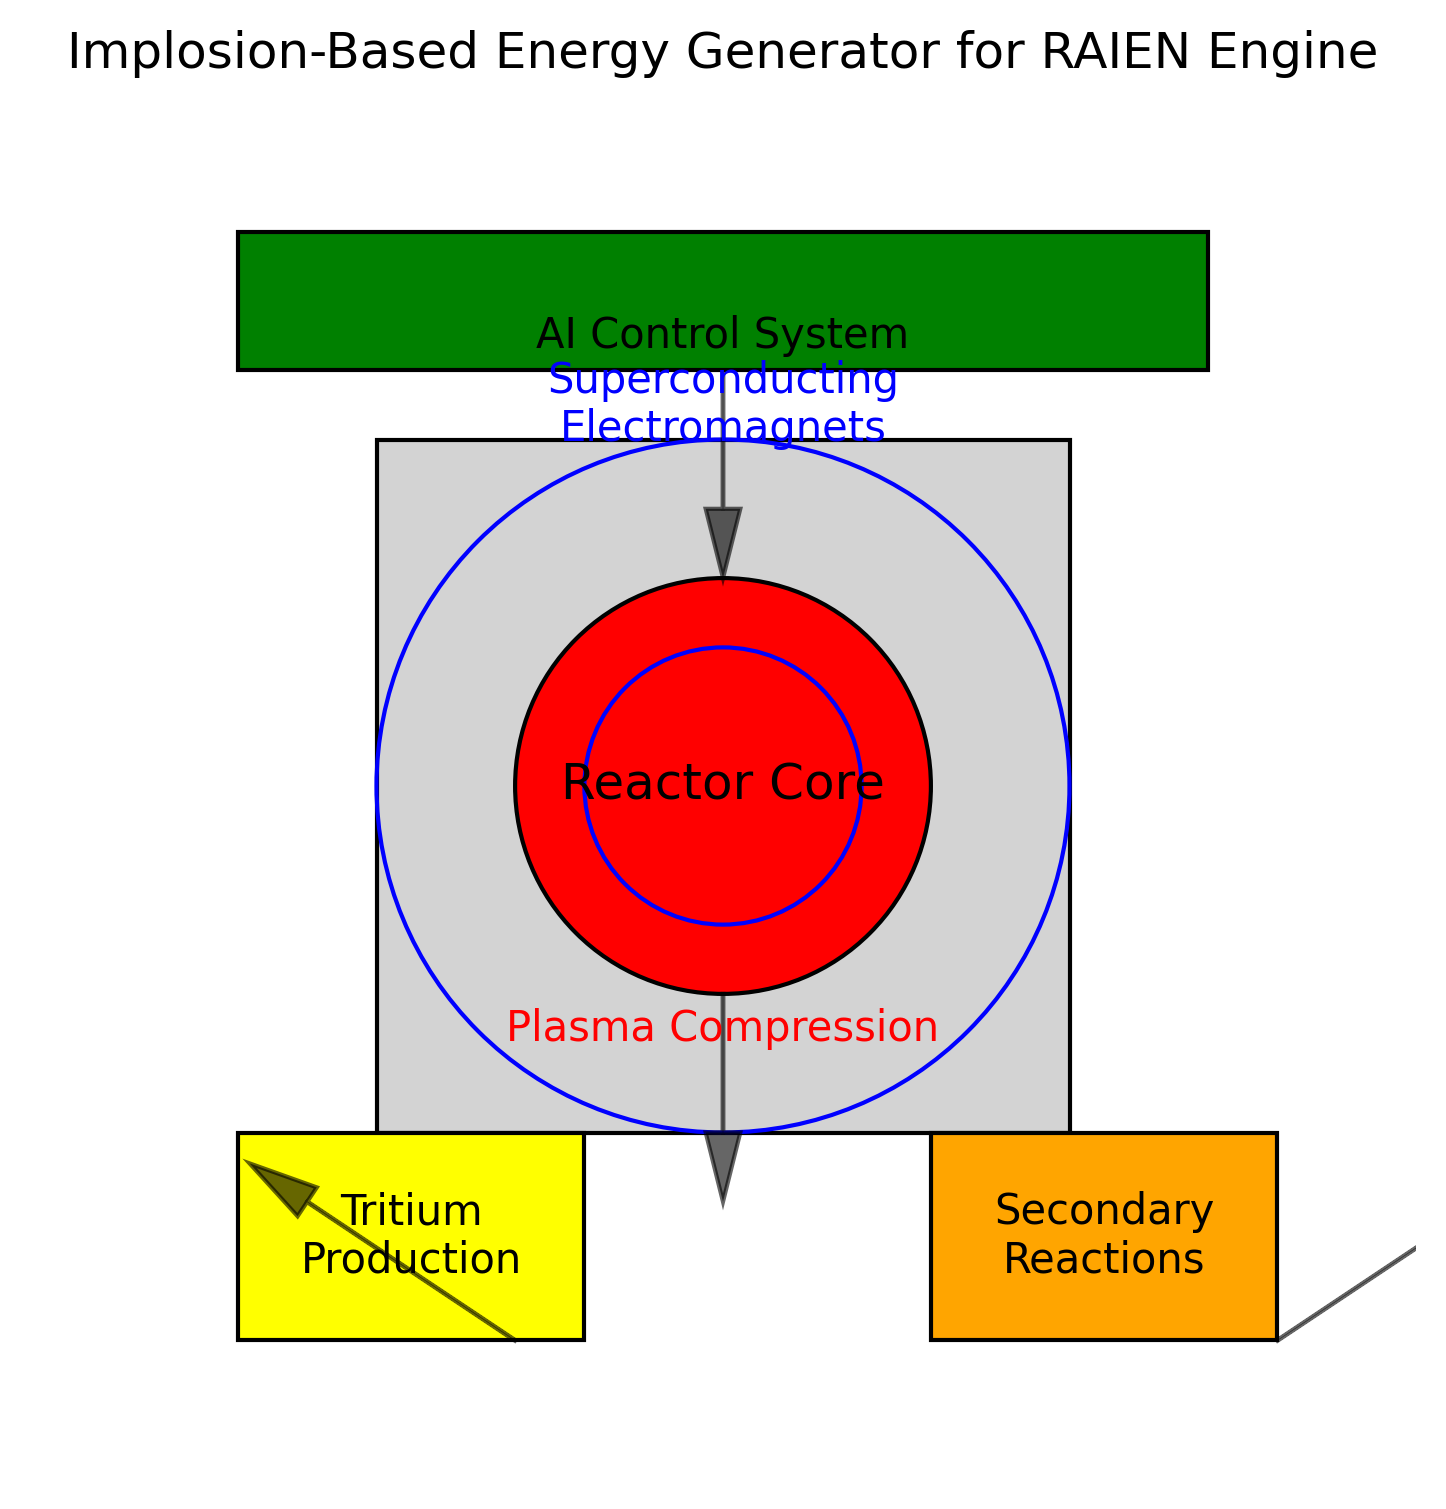 Implosion-Based Energy Generator for RAIEN Engine
AI Control System
Superconducting
Electromagnets
Reactor Core
Plasma Compression
Tritium
Production
Secondary
Reactions